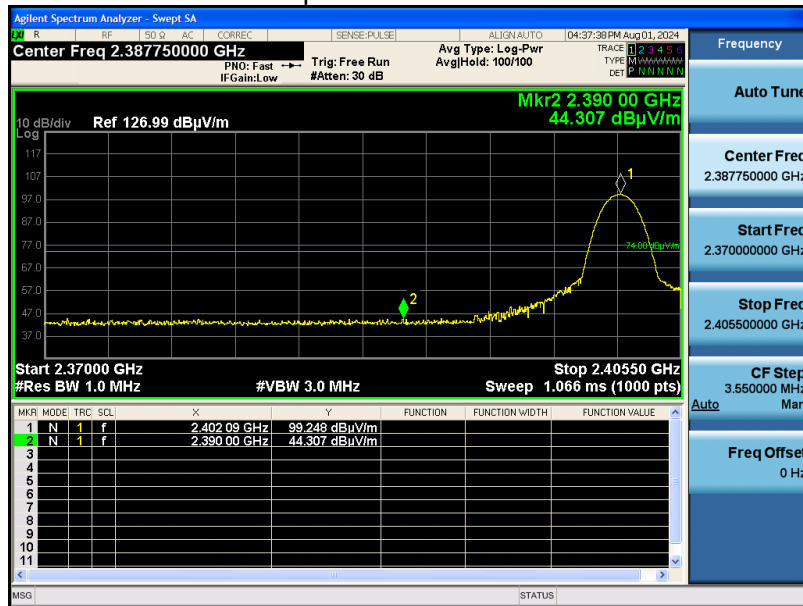 Agilent Spectrum Analyzer - Swept SA
LXI R RF 50 Ω AC CORREC SENSE:PULSE ALIGN AUTO 04:37:38 PM Aug 01, 2024
Center Freq 2.387750000 GHz
PNO: Fast
IFGain:Low
Trig: Free Run
#Atten: 30 dB
Avg Type: Log-Pwr
Avg|Hold: 100/100
TRACE 1 2 3 4 5 6
TYPE M WWWWW
DET P N N N N N
Mkr2 2.390 00 GHz
44.307 dBµV/m
10 dB/div Ref 126.99 dBµV/m
Log
117
107
97.0
87.0
77.0
67.0
57.0
47.0
37.0
1
74.00 dBµV/m
2
Start 2.37000 GHz Stop 2.40550 GHz
#Res BW 1.0 MHz #VBW 3.0 MHz Sweep 1.066 ms (1000 pts)
MKR MODE TRC SCL X Y FUNCTION FUNCTION WIDTH FUNCTION VALUE
1 N 1 f 2.402 09 GHz 99.248 dBµV/m
2 N 1 f 2.390 00 GHz 44.307 dBµV/m
3
4
5
6
7
8
9
10
11
MSG STATUS
Frequency
Auto Tune
Center Freq
2.387750000 GHz
Start Freq
2.370000000 GHz
Stop Freq
2.405500000 GHz
CF Step
3.550000 MHz
Auto Man
Freq Offset
0 Hz